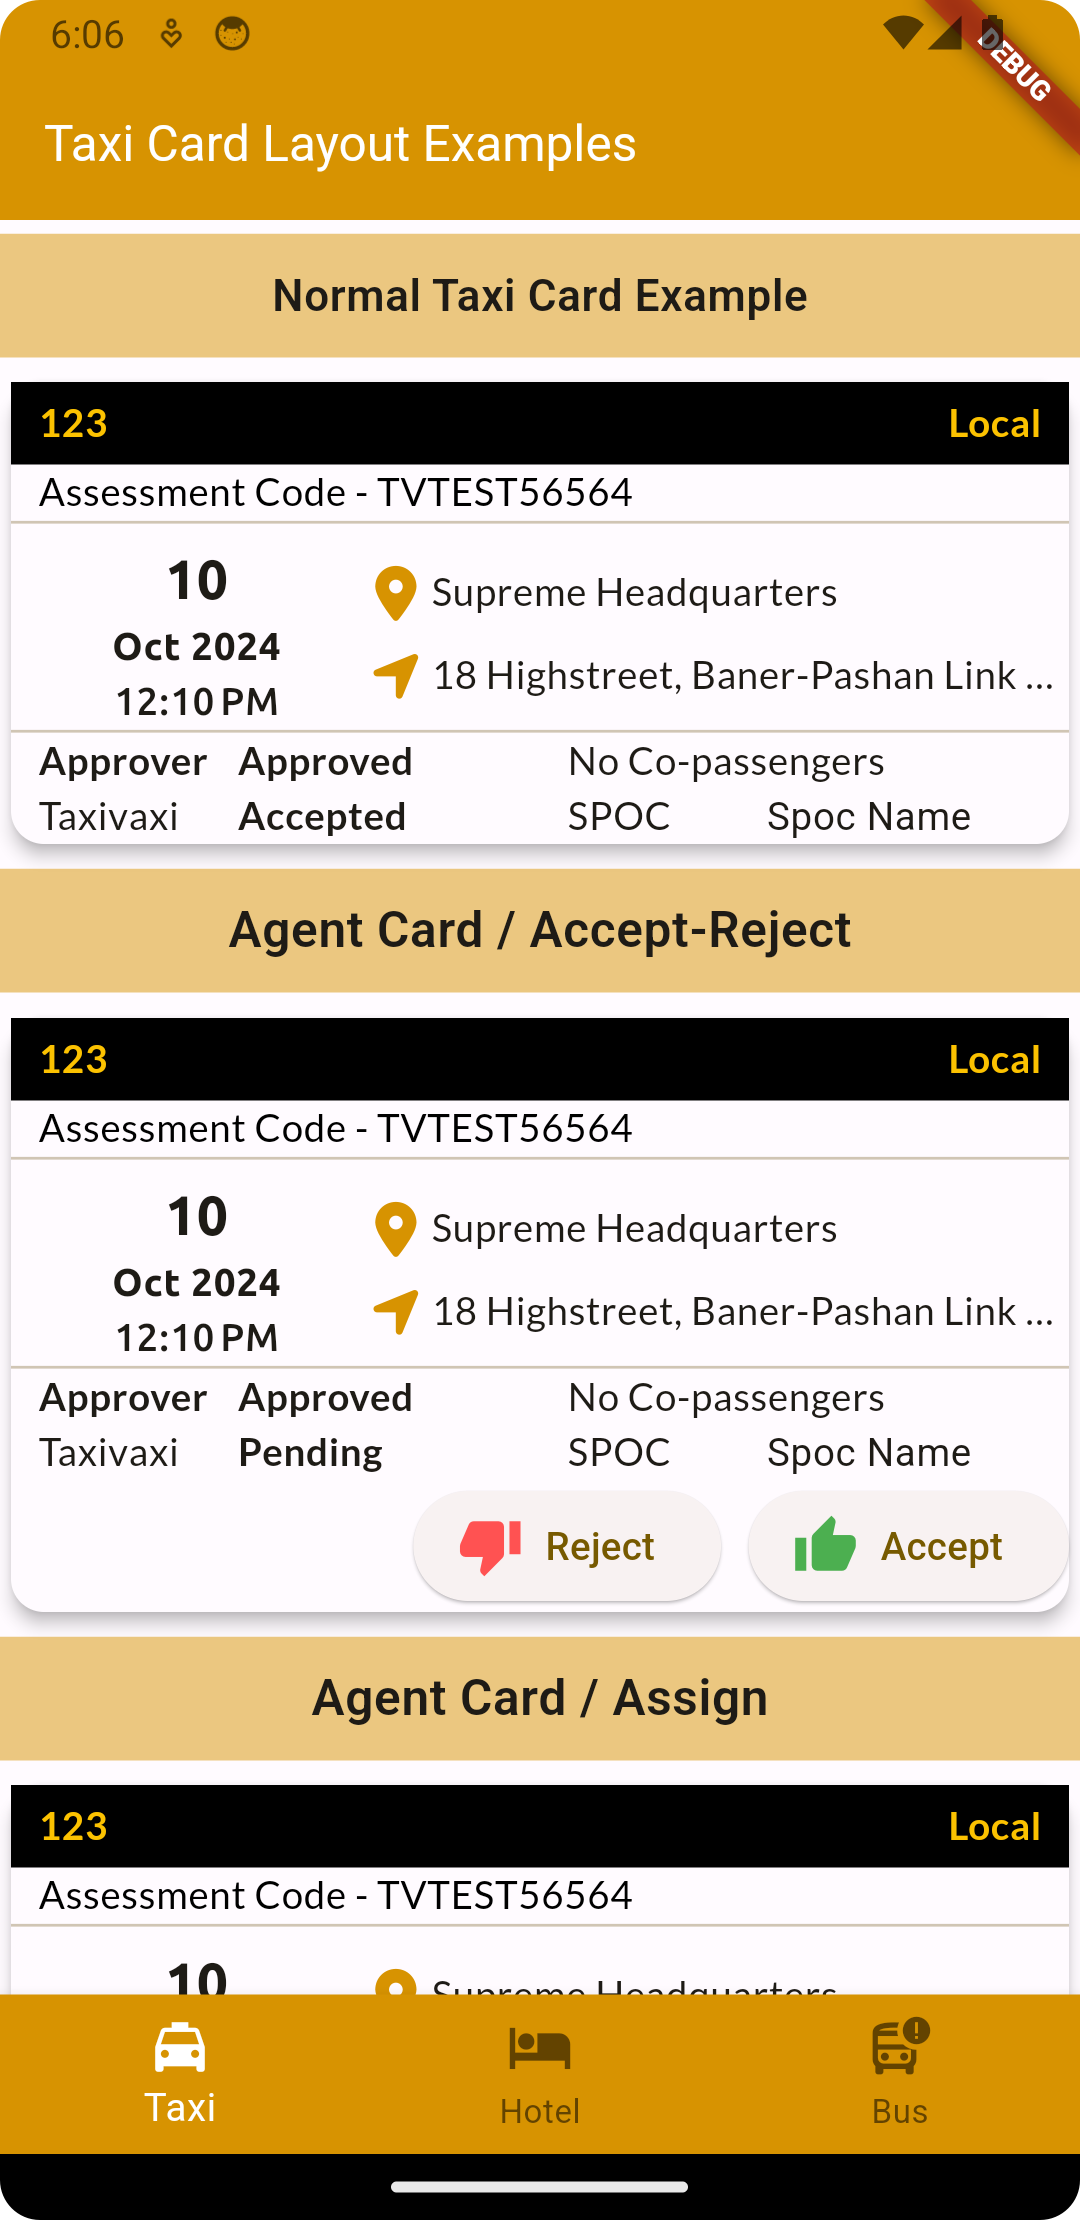 6:06
DEBUG
Taxi Card Layout Examples
Normal Taxi Card Example
123 Local
Assessment Code - TVTEST56564
10
Oct 2024
12:10 PM
Supreme Headquarters
18 Highstreet, Baner-Pashan Link ...
Approver Approved No Co-passengers
Taxivaxi Accepted SPOC Spoc Name
Agent Card / Accept-Reject
123 Local
Assessment Code - TVTEST56564
10
Oct 2024
12:10 PM
Supreme Headquarters
18 Highstreet, Baner-Pashan Link ...
Approver Approved No Co-passengers
Taxivaxi Pending SPOC Spoc Name
Reject Accept
Agent Card / Assign
123 Local
Assessment Code - TVTEST56564
10 Supreme Headquarters
Taxi Hotel Bus